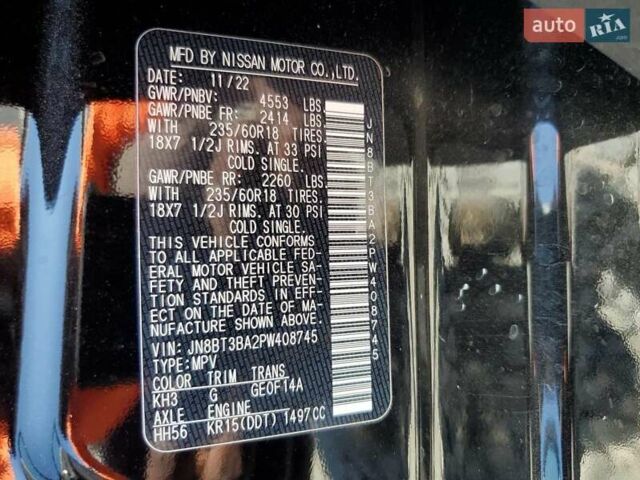 auto RIA.com
MFD BY NISSAN MOTOR CO.,LTD.
DATE: 11/22
GVWR/PNBV: 4553 LBS
GAWR/PNBE FR: 2414 LBS.
WITH 235/60R18 TIRES.
18X7 1/2J RIMS. AT 33 PSI
COLD SINGLE.
GAWR/PNBE RR: 2260 LBS.
WITH 235/60R18 TIRES.
18X7 1/2J RIMS. AT 30 PSI
COLD SINGLE.
THIS VEHICLE CONFORMS
TO ALL APPLICABLE FED-
ERAL MOTOR VEHICLE SA-
FETY AND THEFT PREVEN-
TION STANDARDS IN EFF-
ECT ON THE DATE OF MA-
NUFACTURE SHOWN ABOVE.
VIN: JN8BT3BA2PW408745
TYPE: MPV
COLOR TRIM TRANS
KH3 G GE0F14A
AXLE ENGINE
HH56 KR15(DDT) 1497CC
JN8BT3BA2PW408745